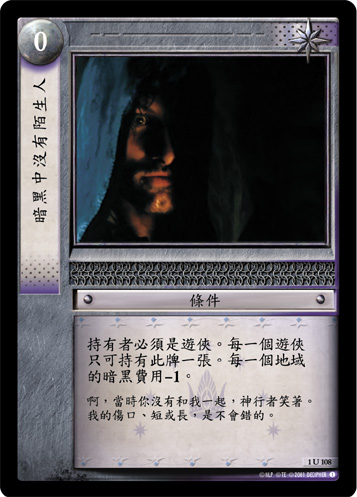 0
暗黑中沒有陌生人
條件
持有者必須是遊俠。每一個遊俠
只可持有此牌一張。每一個地域
的暗黑費用-1。
啊，當時你沒有和我一起，神行者笑著。
我的傷口、短或長，是不會錯的。
1 U 108